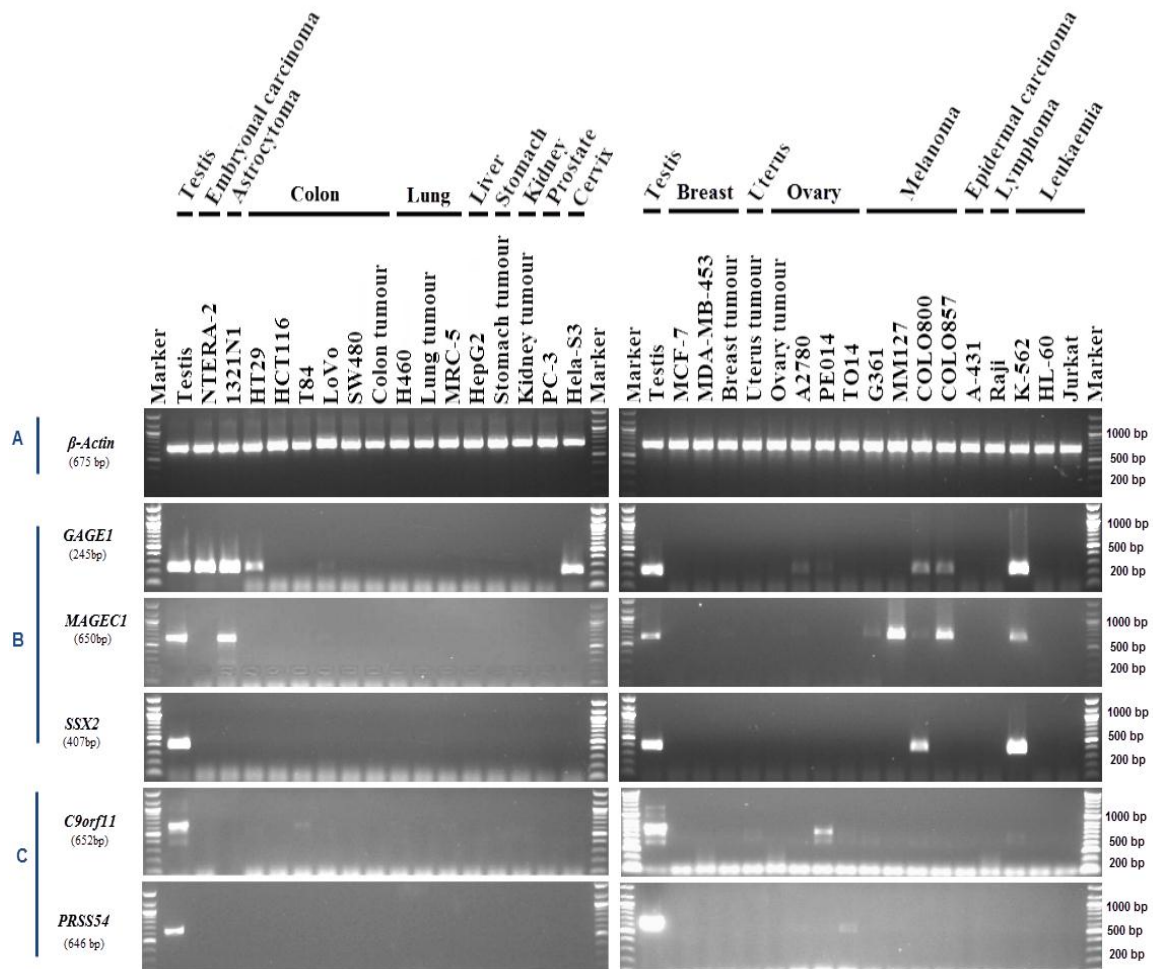 Testis
Embryonal carcinoma
Astrocytoma
Colon
Lung
Liver
Stomach
Kidney
Prostate
Cervix
Testis
Breast
Uterus
Ovary
Melanoma
Epidermal carcinoma
Lymphoma
Leukaemia
Marker
Testis
NTERA-2
1321N1
HT29
HCT116
T84
LoVo
SW480
Colon tumour
H460
Lung tumour
MRC-5
HepG2
Stomach tumour
Kidney tumour
PC-3
Hela-S3
Marker
Marker
Testis
MCF-7
MDA-MB-453
Breast tumour
Uterus tumour
Ovary tumour
A2780
PE014
TO14
G361
MM127
COLO800
COLO857
A-431
Raji
K-562
HL-60
Jurkat
Marker
A
β-Actin
(675 bp)
1000 bp
500 bp
200 bp
B
GAGE1
(245bp)
1000 bp
500 bp
200 bp
MAGEC1
(650bp)
1000 bp
500 bp
200 bp
SSX2
(407bp)
1000 bp
500 bp
200 bp
C
C9orf11
(652bp)
1000 bp
500 bp
200 bp
PRSS54
(646 bp)
1000 bp
500 bp
200 bp